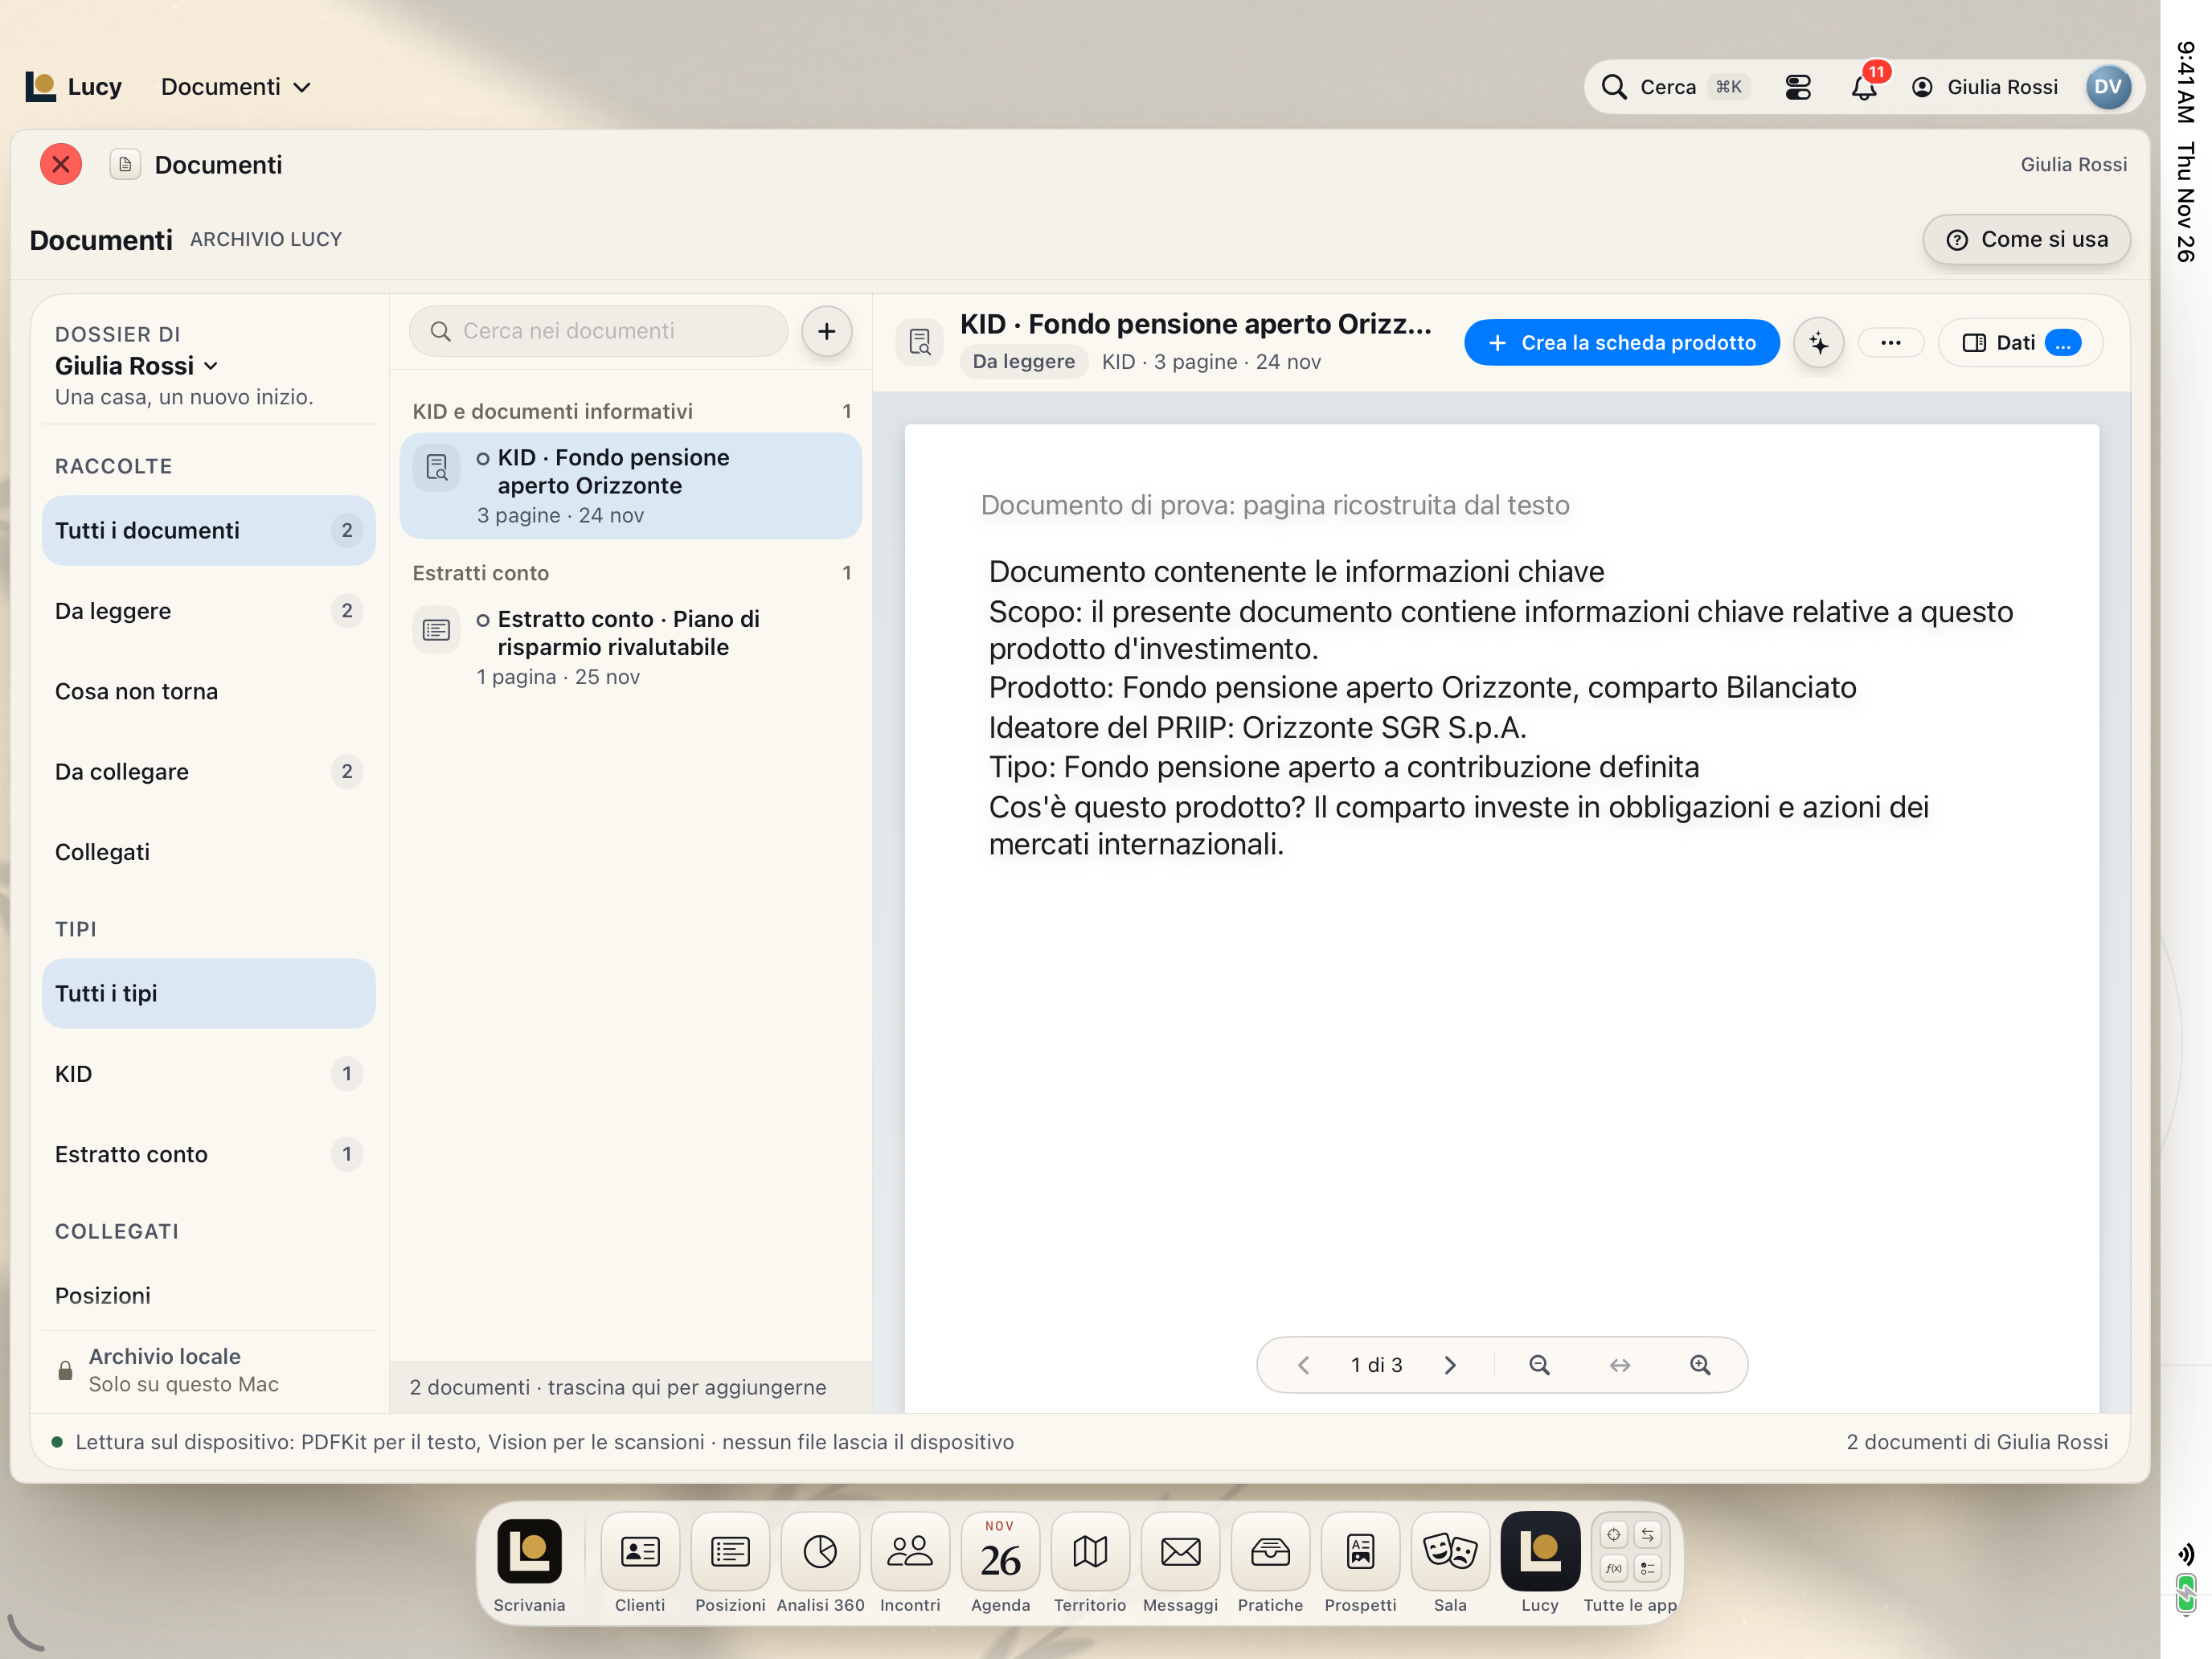 Lucy
Documenti
Cerca ⌘K
11
Giulia Rossi
DV
9:41 AM Thu Nov 26
Documenti
Giulia Rossi
Documenti ARCHIVIO LUCY
Come si usa
DOSSIER DI
Giulia Rossi
Una casa, un nuovo inizio.
RACCOLTE
Tutti i documenti 2
Da leggere 2
Cosa non torna
Da collegare 2
Collegati
TIPI
Tutti i tipi
KID 1
Estratto conto 1
COLLEGATI
Posizioni
Archivio locale
Solo su questo Mac
Cerca nei documenti
KID e documenti informativi 1
KID · Fondo pensione
aperto Orizzonte
3 pagine · 24 nov
Estratti conto 1
Estratto conto · Piano di
risparmio rivalutabile
1 pagina · 25 nov
2 documenti · trascina qui per aggiungerne
KID · Fondo pensione aperto Orizz...
Da leggere KID · 3 pagine · 24 nov
Crea la scheda prodotto
Dati ...
Documento di prova: pagina ricostruita dal testo
Documento contenente le informazioni chiave
Scopo: il presente documento contiene informazioni chiave relative a questo
prodotto d'investimento.
Prodotto: Fondo pensione aperto Orizzonte, comparto Bilanciato
Ideatore del PRIIP: Orizzonte SGR S.p.A.
Tipo: Fondo pensione aperto a contribuzione definita
Cos'è questo prodotto? Il comparto investe in obbligazioni e azioni dei
mercati internazionali.
1 di 3
Lettura sul dispositivo: PDFKit per il testo, Vision per le scansioni · nessun file lascia il dispositivo
2 documenti di Giulia Rossi
NOV
26
A
f(x)
Scrivania
Clienti
Posizioni
Analisi 360
Incontri
Agenda
Territorio
Messaggi
Pratiche
Prospetti
Sala
Lucy
Tutte le app